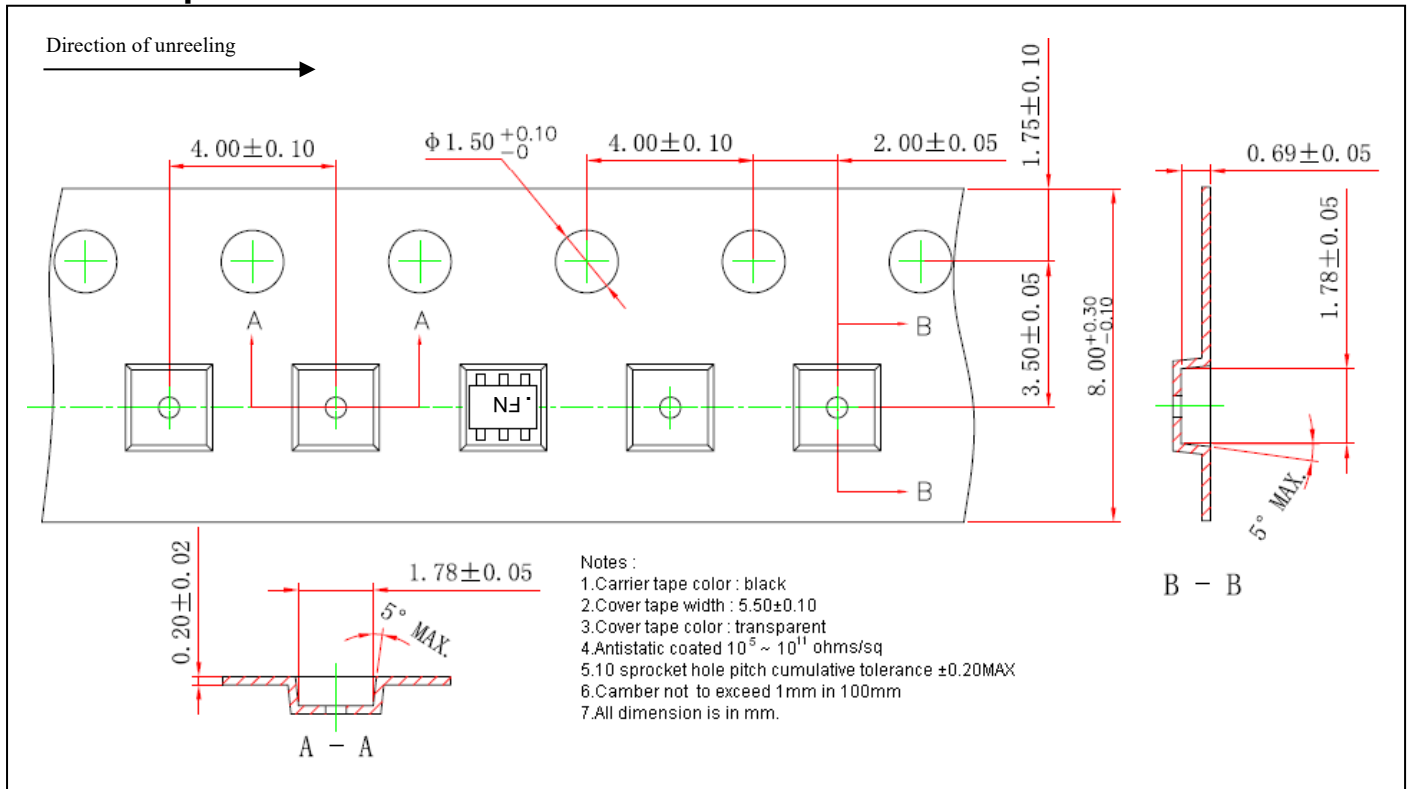 Direction of unreeling
4.00±0.10
Φ1.50 +0.10 -0
4.00±0.10
2.00±0.05
1.75±0.10
0.69±0.05
1.78±0.05
3.50±0.05
8.00 +0.30 -0.10
A
A
B
.FN
B
5° MAX.
B - B
0.20±0.02
1.78±0.05
5° MAX.
A - A
Notes :
1.Carrier tape color : black
2.Cover tape width : 5.50±0.10
3.Cover tape color : transparent
4.Antistatic coated 10⁵ ~ 10¹¹ ohms/sq
5.10 sprocket hole pitch cumulative tolerance ±0.20MAX
6.Camber not to exceed 1mm in 100mm
7.All dimension is in mm.